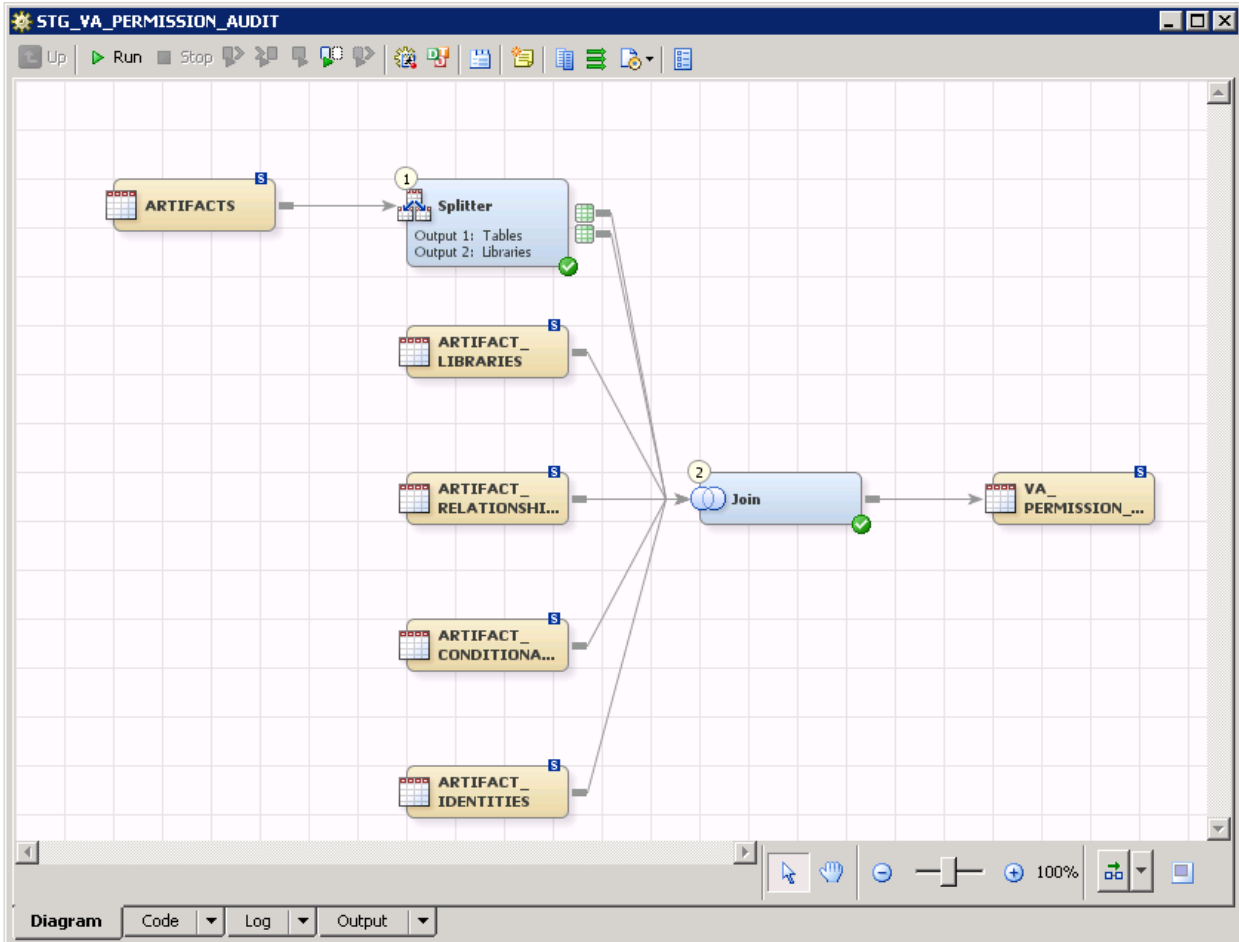 STG_VA_PERMISSION_AUDIT
Up Run Stop
S
ARTIFACTS
1
Splitter
Output 1: Tables
Output 2: Libraries
S
ARTIFACT_
LIBRARIES
S
ARTIFACT_
RELATIONSHI...
2
Join
S
VA_
PERMISSION_...
S
ARTIFACT_
CONDITIONA...
S
ARTIFACT_
IDENTITIES
100%
Diagram Code Log Output